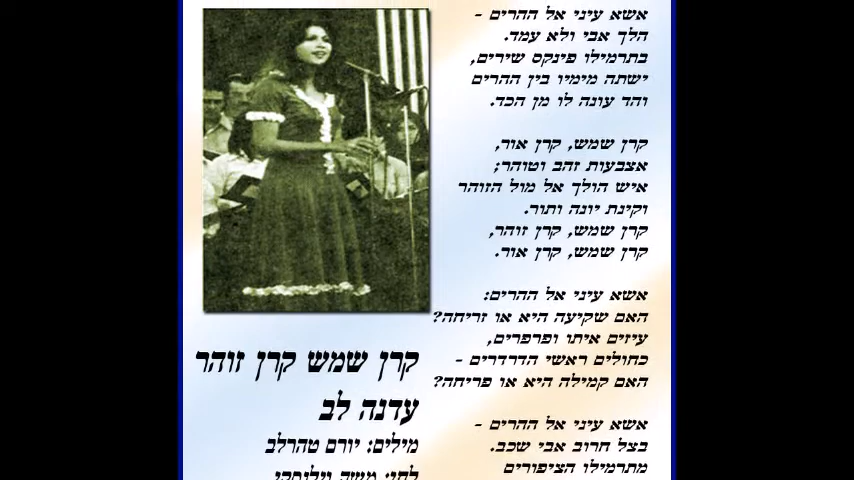 אשא עיני אל ההרים -
הלך אבי ולא עמד.
בתרמילו פינקס שירים,
ישתה מימיו בין ההרים
והד עונה לו מן הכד.
קרן שמש, קרן אור,
אצבעות זהב וטוהר;
איש הולך אל מול הזוהר
וקינת יונה ותור.
קרן שמש, קרן זוהר,
קרן שמש, קרן אור.
אשא עיני אל ההרים:
האם שקיעה היא או זריחה?
עיזים איתו ופרפרים,
כחולים ראשי הדרדרים -
האם קמילה היא או פריחה?
אשא עיני אל ההרים -
בצל חרוב אבי שכב.
מתרמילו הציפורים
קרן שמש קרן זוהר
עדנה לב
מילים: יורם טהרלב
לחן: משה וילנסקי